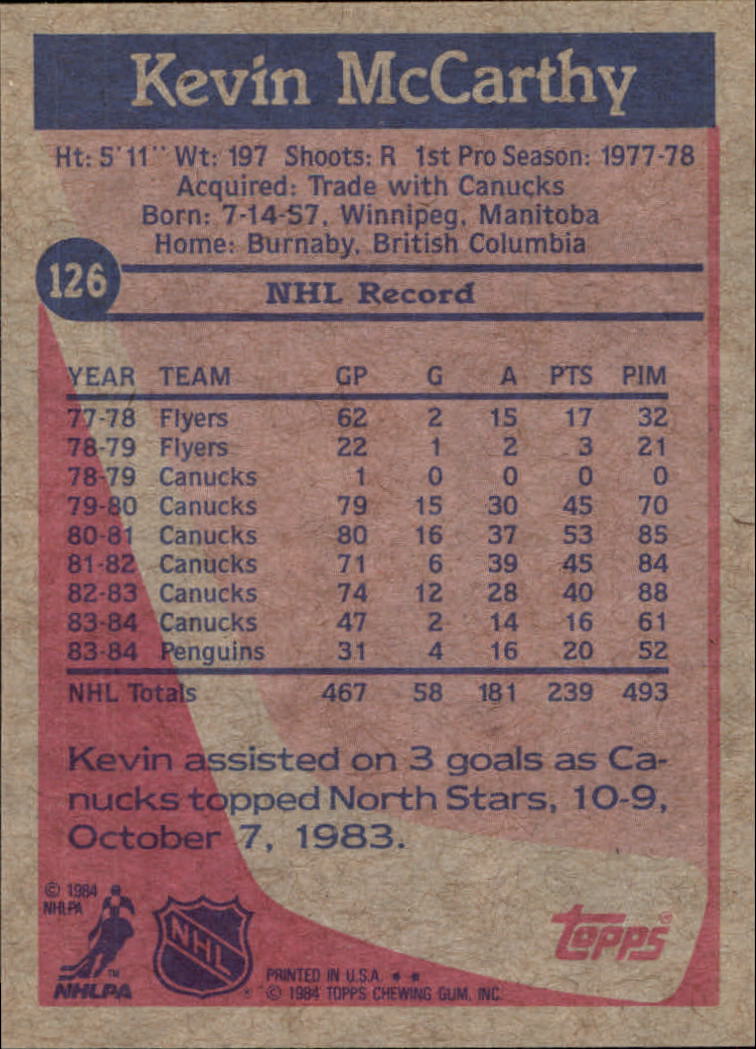 Kevin McCarthy
Ht: 5'11" Wt: 197 Shoots: R 1st Pro Season: 1977-78
Acquired: Trade with Canucks
Born: 7-14-57, Winnipeg, Manitoba
Home: Burnaby, British Columbia
126
NHL Record
YEAR TEAM GP G A PTS PIM
77-78 Flyers 62 2 15 17 32
78-79 Flyers 22 1 2 3 21
78-79 Canucks 1 0 0 0 0
79-80 Canucks 79 15 30 45 70
80-81 Canucks 80 16 37 53 85
81-82 Canucks 71 6 39 45 84
82-83 Canucks 74 12 28 40 88
83-84 Canucks 47 2 14 16 61
83-84 Penguins 31 4 16 20 52
NHL Totals 467 58 181 239 493
Kevin assisted on 3 goals as Ca-
nucks topped North Stars, 10-9,
October 7, 1983.
© 1984
NHLPA
NHL
topps®
™
NHLPA
PRINTED IN U.S.A. * *
* © 1984 TOPPS CHEWING GUM, INC.